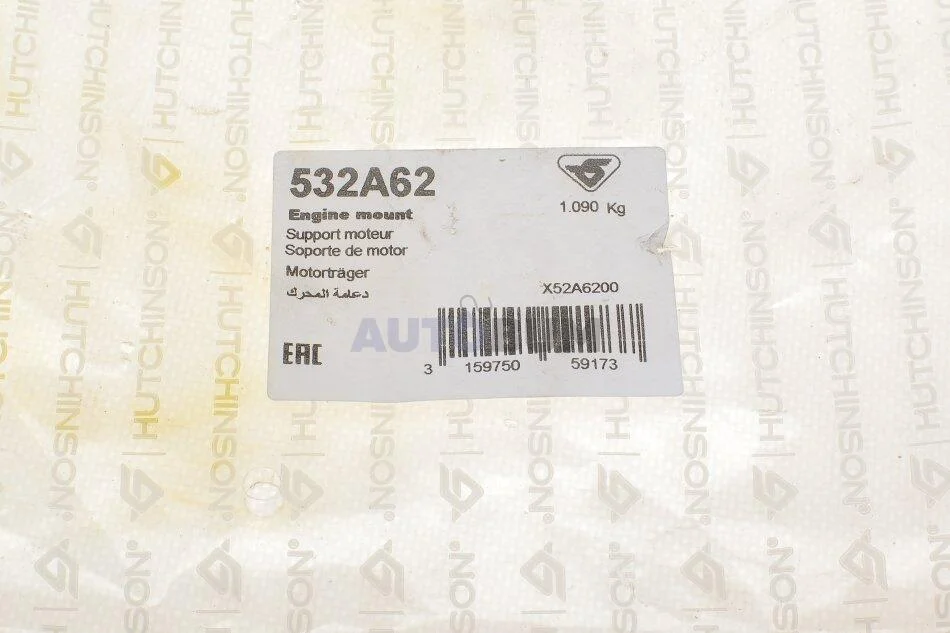 532A62
1.090 Kg
Engine mount
Support moteur
Soporte de motor
Motorträger
دعامة المحرك
X52A6200
EAC
3 159750 59173
HUTCHINSON®